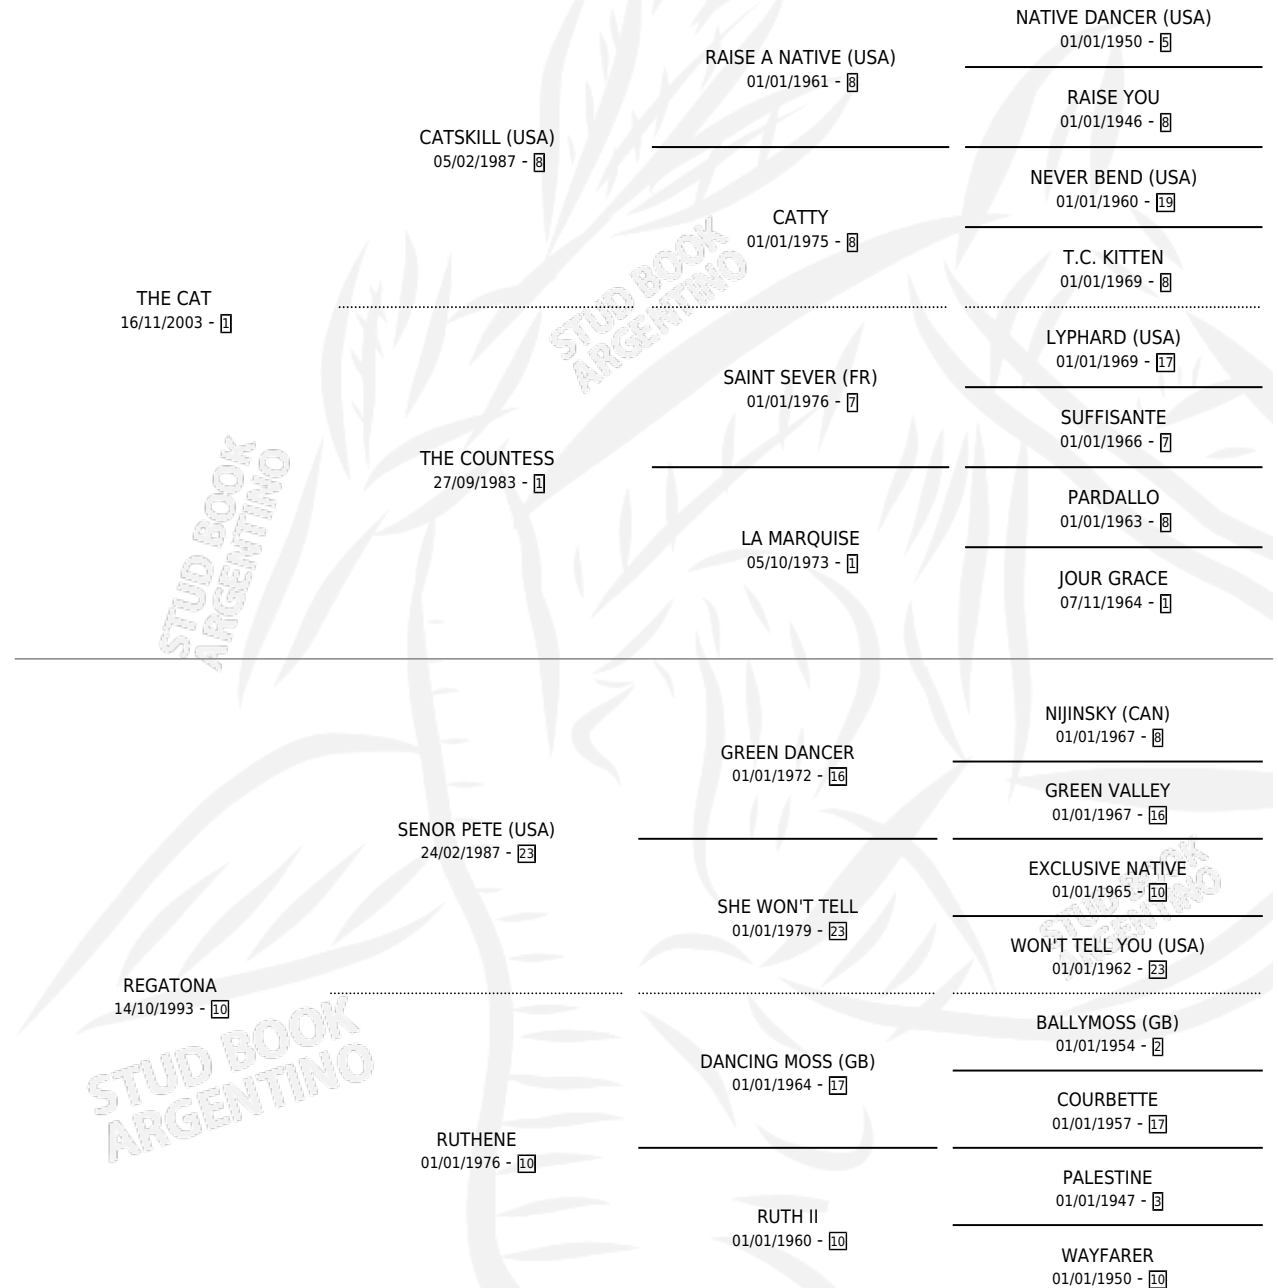 NATIVE DANCER (USA)
01/01/1950 - 5
RAISE A NATIVE (USA)
01/01/1961 - 8
RAISE YOU
01/01/1946 - 8
CATSKILL (USA)
05/02/1987 - 8
NEVER BEND (USA)
01/01/1960 - 19
CATTY
01/01/1975 - 8
T.C. KITTEN
01/01/1969 - 8
THE CAT
16/11/2003 - 1
LYPHARD (USA)
01/01/1969 - 17
SAINT SEVER (FR)
01/01/1976 - 7
SUFFISANTE
01/01/1966 - 7
THE COUNTESS
27/09/1983 - 1
PARDALLO
01/01/1963 - 8
LA MARQUISE
05/10/1973 - 1
JOUR GRACE
07/11/1964 - 1
NIJINSKY (CAN)
01/01/1967 - 8
GREEN DANCER
01/01/1972 - 16
GREEN VALLEY
01/01/1967 - 16
SENOR PETE (USA)
24/02/1987 - 23
EXCLUSIVE NATIVE
01/01/1965 - 10
SHE WON'T TELL
01/01/1979 - 23
WON'T TELL YOU (USA)
01/01/1962 - 23
REGATONA
14/10/1993 - 10
BALLYMOSS (GB)
01/01/1954 - 2
DANCING MOSS (GB)
01/01/1964 - 17
COURBETTE
01/01/1957 - 17
RUTHENE
01/01/1976 - 10
PALESTINE
01/01/1947 - 3
RUTH II
01/01/1960 - 10
WAYFARER
01/01/1950 - 10
STUD BOOK
ARGENTINO
STUD BOOK
ARGENTINO
STUD BOOK
ARGENTINO
STUD BOOK
ARGENTINO